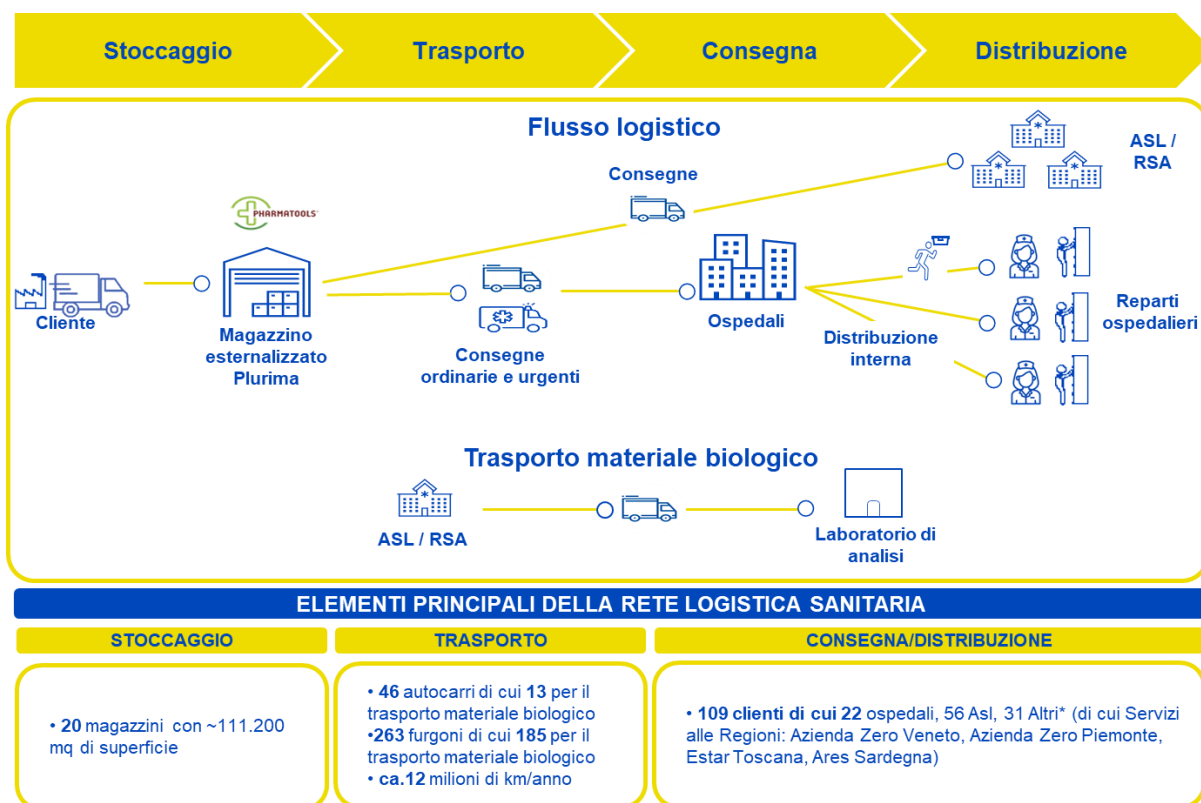 Stoccaggio
Trasporto
Consegna
Distribuzione
Flusso logistico
ASL /
RSA
Consegne
PHARMATOOLS
Cliente
Magazzino
esternalizzato
Plurima
Consegne
ordinarie e urgenti
Ospedali
Distribuzione
interna
Reparti
ospedalieri
Trasporto materiale biologico
ASL / RSA
Laboratorio di
analisi
ELEMENTI PRINCIPALI DELLA RETE LOGISTICA SANITARIA
STOCCAGGIO
TRASPORTO
CONSEGNA/DISTRIBUZIONE
• 20 magazzini con ~111.200
mq di superficie
• 46 autocarri di cui 13 per il
trasporto materiale biologico
•263 furgoni di cui 185 per il
trasporto materiale biologico
• ca.12 milioni di km/anno
• 109 clienti di cui 22 ospedali, 56 Asl, 31 Altri* (di cui Servizi
alle Regioni: Azienda Zero Veneto, Azienda Zero Piemonte,
Estar Toscana, Ares Sardegna)